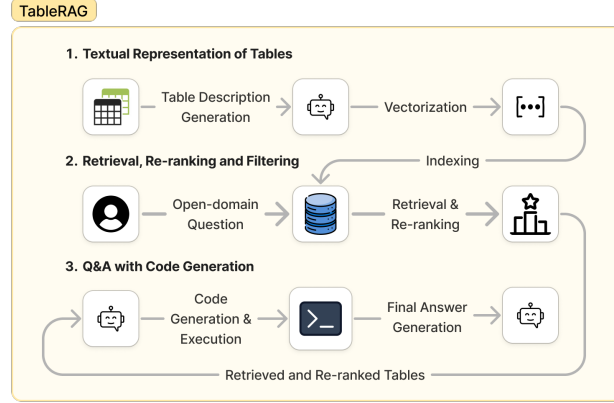 TableRAG
1. Textual Representation of Tables
Table Description
Generation
Vectorization
[•••]
Indexing
2. Retrieval, Re-ranking and Filtering
Open-domain
Question
Retrieval &
Re-ranking
3. Q&A with Code Generation
Code
Generation &
Execution
>_
Final Answer
Generation
Retrieved and Re-ranked Tables